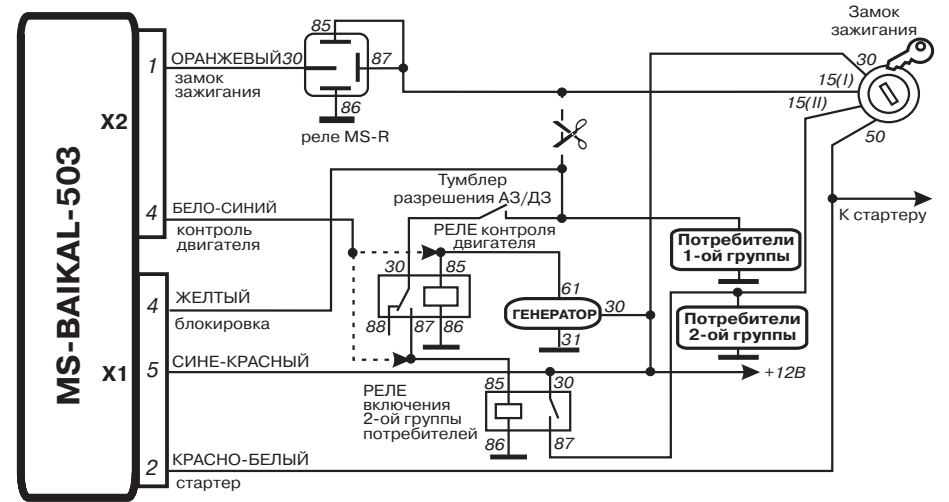 MS-BAIKAL-503
X2
1
ОРАНЖЕВЫЙ
замок
зажигания
30
85
87
86
реле MS-R
Замок
зажигания
30
15(I)
15(II)
50
К стартеру
4
БЕЛО-СИНИЙ
контроль
двигателя
Тумблер
разрешения АЗ/ДЗ
РЕЛЕ контроля
двигателя
30
85
88
87
86
Потребители
1-ой группы
X1
4
ЖЕЛТЫЙ
блокировка
61
ГЕНЕРАТОР
30
31
Потребители
2-ой группы
5
СИНЕ-КРАСНЫЙ
+12В
РЕЛЕ
включения
2-ой группы
потребителей
85
30
86
87
2
КРАСНО-БЕЛЫЙ
стартер